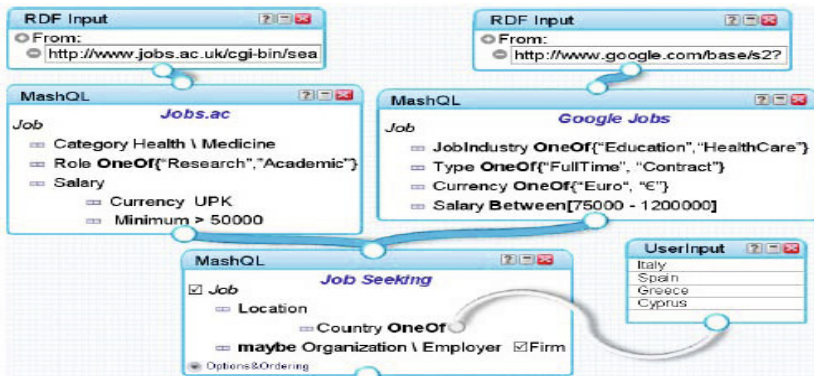 RDF Input
From:
http://www.jobs.ac.uk/cgi-bin/sea
RDF Input
From:
http://www.google.com/base/s2?
MashQL
Jobs.ac
Job
Category Health \ Medicine
Role OneOf{“Research”,”Academic”}
Salary
Currency UPK
Minimum > 50000
MashQL
Google Jobs
Job
JobIndustry OneOf{“Education”,“HealthCare”}
Type OneOf{“FullTime”, “Contract”}
Currency OneOf{“Euro”, “€”}
Salary Between[75000 - 1200000]
MashQL
Job Seeking
Job
Location
Country OneOf
maybe Organization \ Employer Firm
Options&Ordering
UserInput
Italy
Spain
Greece
Cyprus